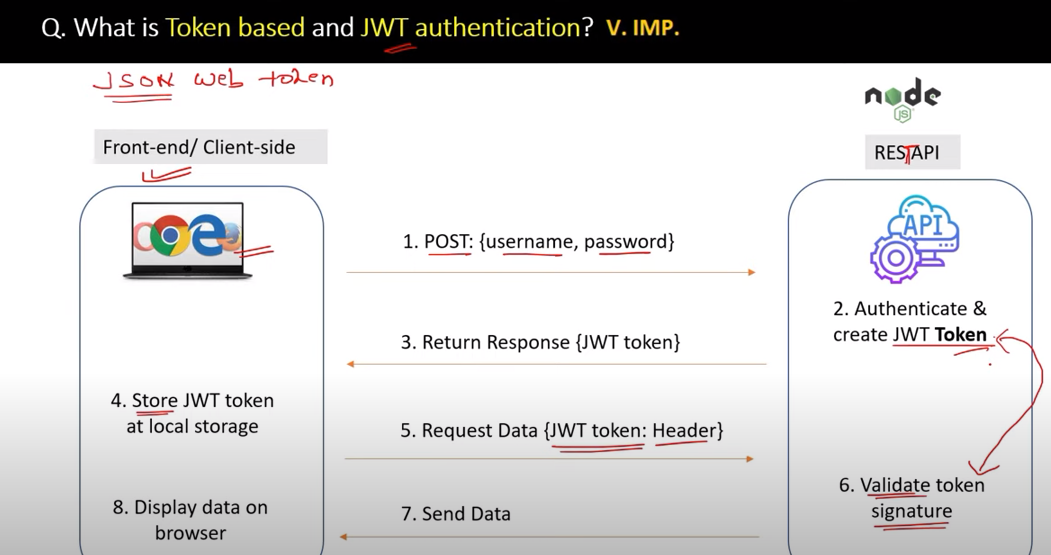 Q. What is Token based and JWT authentication? V. IMP.
JSON web token
node
JS
Front-end/ Client-side
REST API
API
1. POST: {username, password}
2. Authenticate &
create JWT Token
3. Return Response {JWT token}
4. Store JWT token
at local storage
5. Request Data {JWT token: Header}
6. Validate token
signature
7. Send Data
8. Display data on
browser